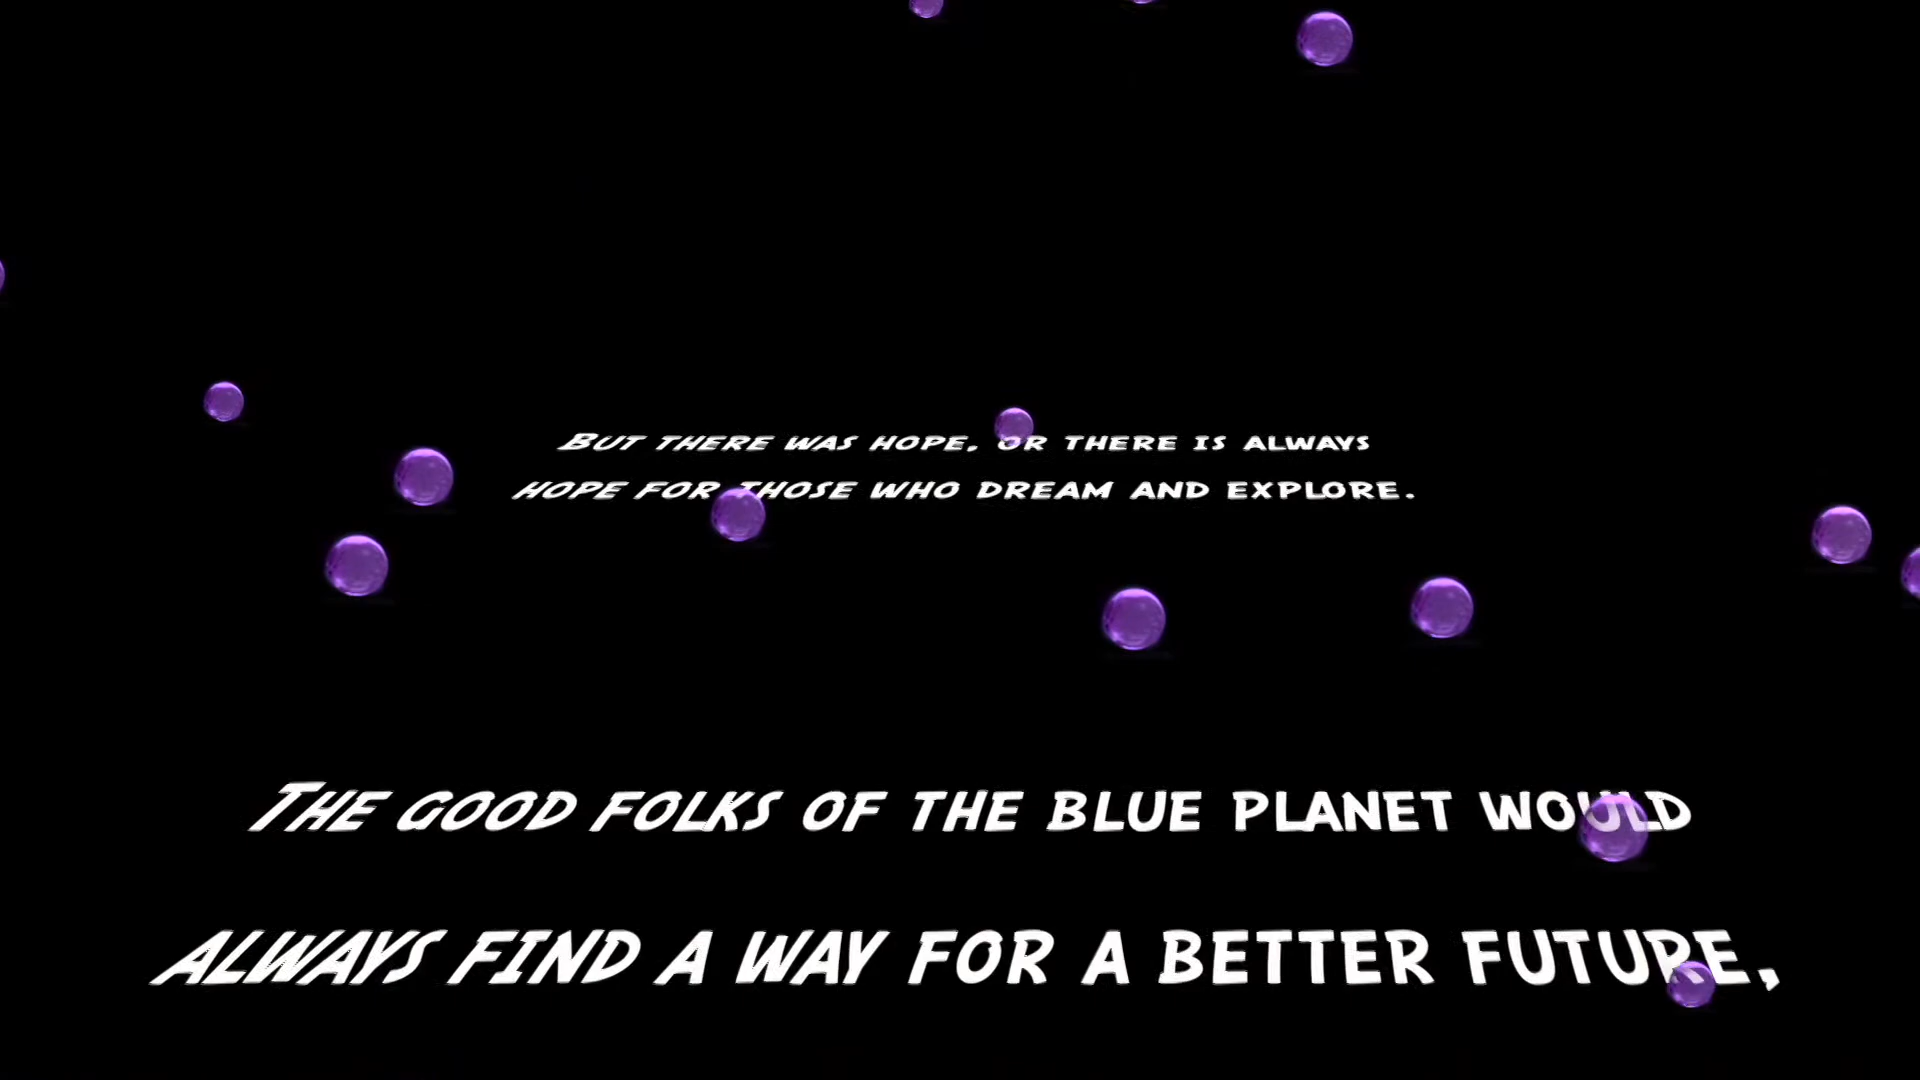 But there was hope, or there is always
hope for those who dream and explore.
The good folks of the blue planet would
always find a way for a better future,